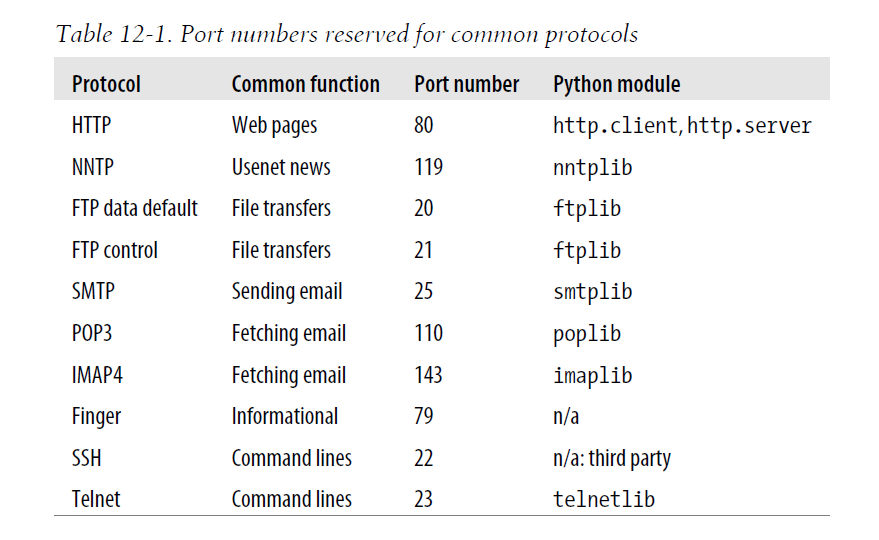 Table 12-1. Port numbers reserved for common protocols
Protocol Common function Port number Python module
HTTP Web pages 80 http.client, http.server
NNTP Usenet news 119 nntplib
FTP data default File transfers 20 ftplib
FTP control File transfers 21 ftplib
SMTP Sending email 25 smtplib
POP3 Fetching email 110 poplib
IMAP4 Fetching email 143 imaplib
Finger Informational 79 n/a
SSH Command lines 22 n/a: third party
Telnet Command lines 23 telnetlib